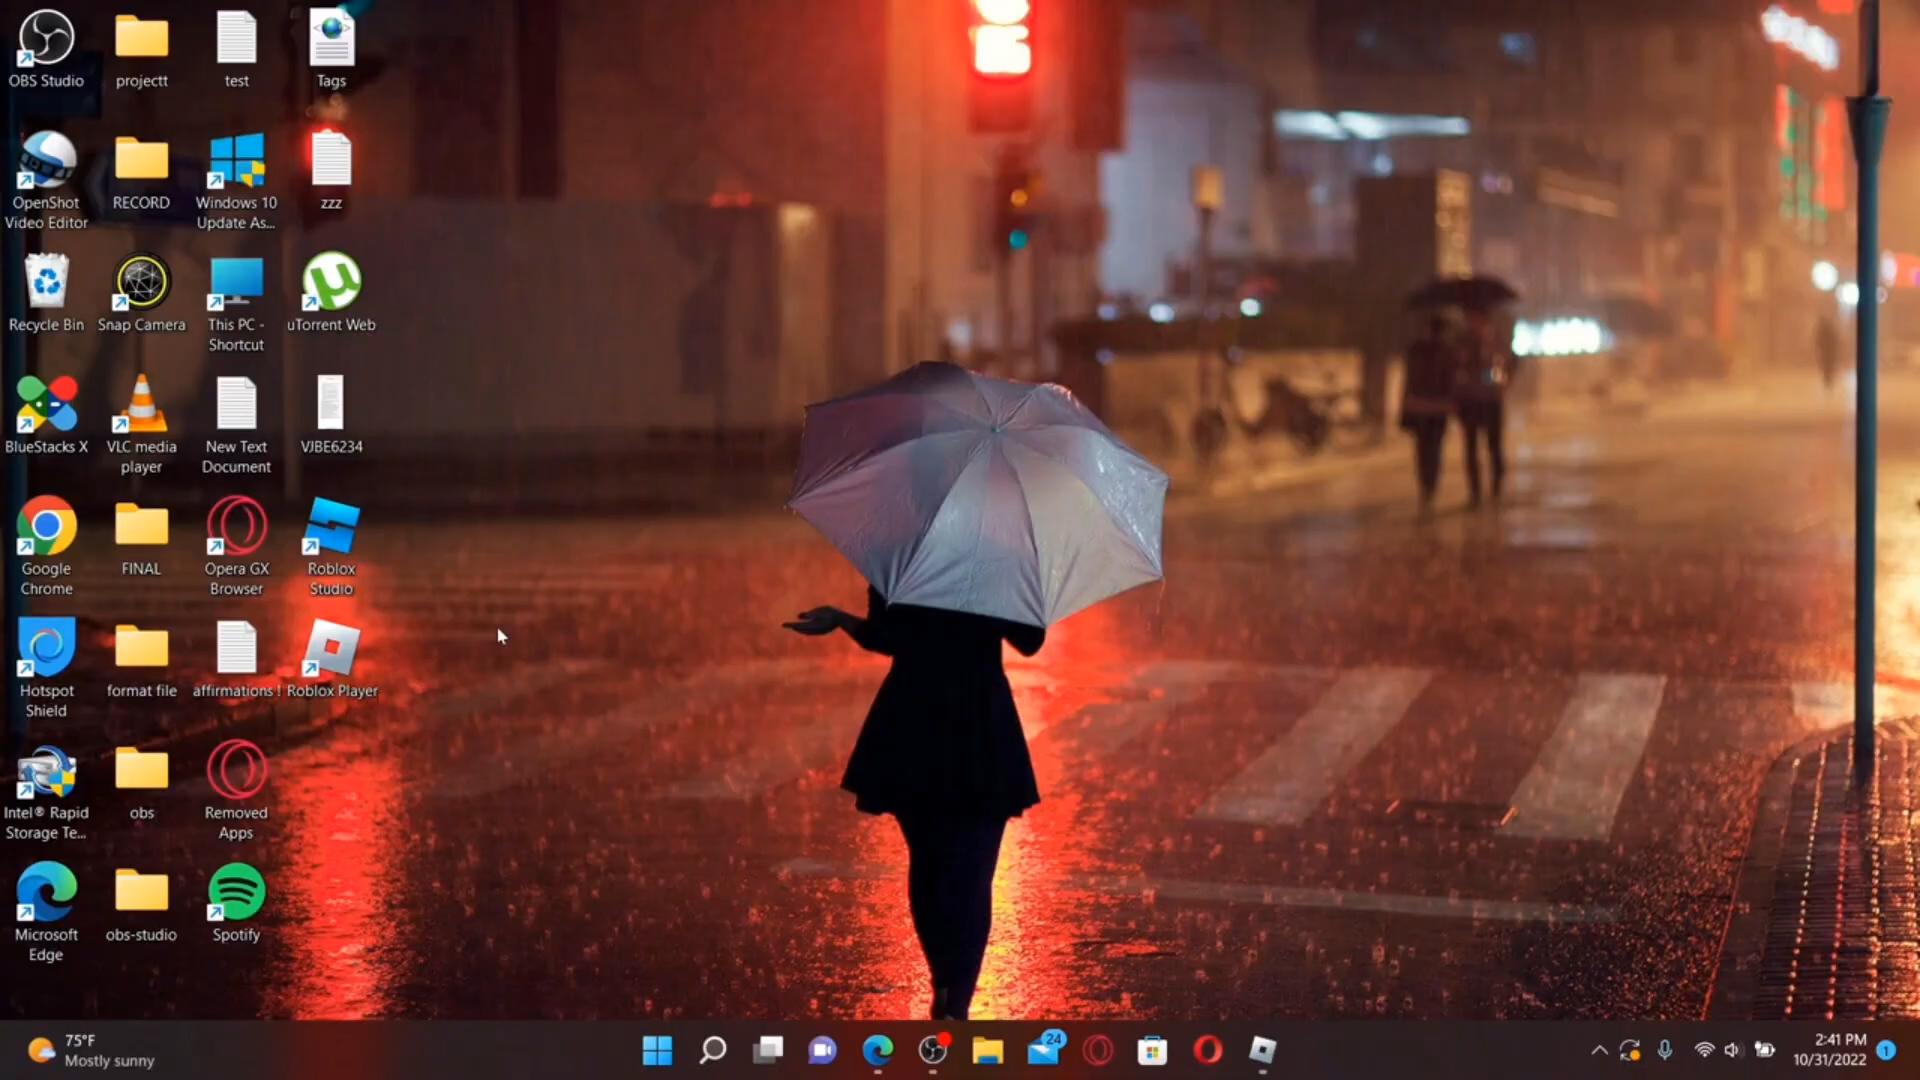 OBS Studio
projectt
test
Tags
OpenShot
Video Editor
RECORD
Windows 10
Update As...
zzz
Recycle Bin
Snap Camera
This PC -
Shortcut
uTorrent Web
BlueStacks X
VLC media
player
New Text
Document
VJBE6234
Google
Chrome
FINAL
Opera GX
Browser
Roblox
Studio
Hotspot
Shield
format file
affirmations !
Roblox Player
Intel® Rapid
Storage Te...
obs
Removed
Apps
Microsoft
Edge
obs-studio
Spotify
75°F
Mostly sunny
24
2:41 PM
10/31/2022
1